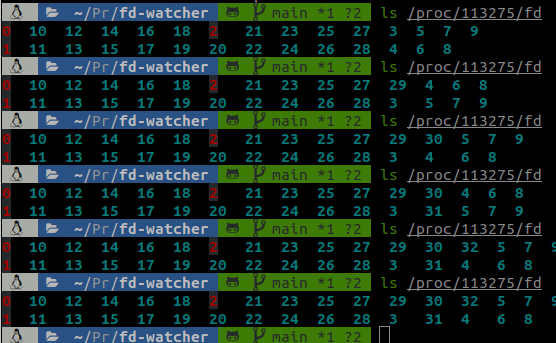 ~/Pr/fd-watcher main *1 ?2 ls /proc/113275/fd
0 10 12 14 16 18 2 21 23 25 27 3 5 7 9
1 11 13 15 17 19 20 22 24 26 28 4 6 8
~/Pr/fd-watcher main *1 ?2 ls /proc/113275/fd
0 10 12 14 16 18 2 21 23 25 27 29 4 6 8
1 11 13 15 17 19 20 22 24 26 28 3 5 7 9
~/Pr/fd-watcher main *1 ?2 ls /proc/113275/fd
0 10 12 14 16 18 2 21 23 25 27 29 30 5 7 9
1 11 13 15 17 19 20 22 24 26 28 3 4 6 8
~/Pr/fd-watcher main *1 ?2 ls /proc/113275/fd
0 10 12 14 16 18 2 21 23 25 27 29 30 4 6 8
1 11 13 15 17 19 20 22 24 26 28 3 31 5 7 9
~/Pr/fd-watcher main *1 ?2 ls /proc/113275/fd
0 10 12 14 16 18 2 21 23 25 27 29 30 32 5 7 9
1 11 13 15 17 19 20 22 24 26 28 3 31 4 6 8
~/Pr/fd-watcher main *1 ?2 ls /proc/113275/fd
0 10 12 14 16 18 2 21 23 25 27 29 30 32 5 7 9
1 11 13 15 17 19 20 22 24 26 28 3 31 4 6 8
~/Pr/fd-watcher main *1 ?2